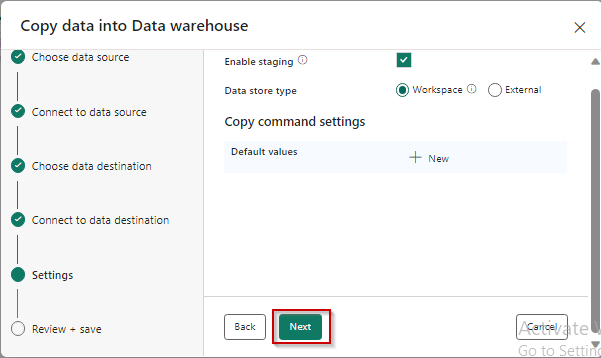 Copy data into Data warehouse
Choose data source
Connect to data source
Choose data destination
Connect to data destination
Settings
Review + save
Enable staging
Data store type
Workspace
External
Copy command settings
Default values
New
Back
Next
Cancel
Activate
Go to Settin